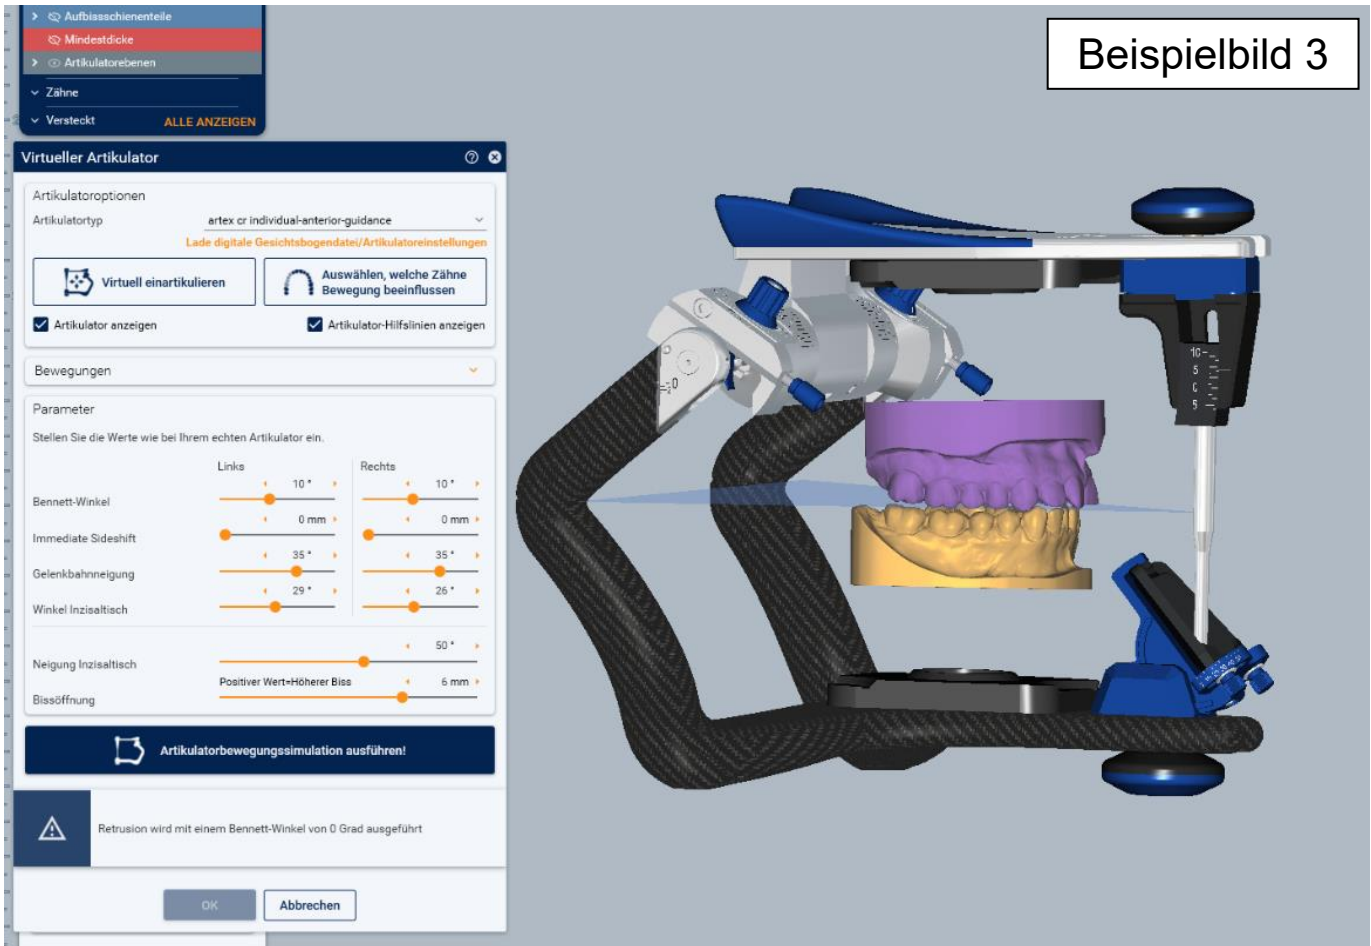 Aufbissschienenteile
Mindestdicke
Artikulatorebenen
Zähne
Versteckt ALLE ANZEIGEN
Beispielbild 3
Virtueller Artikulator
Artikulatoroptionen
Artikulatortyp artex cr individual-anterior-guidance
Lade digitale Gesichtsbogendatei/Artikulatoreinstellungen
Virtuell einartikulieren
Auswählen, welche Zähne
Bewegung beeinflussen
Artikulator anzeigen Artikulator-Hilfslinien anzeigen
Bewegungen
Parameter
Stellen Sie die Werte wie bei Ihrem echten Artikulator ein.
Links Rechts
Bennett-Winkel 10 ° 10 °
Immediate Sideshift 0 mm 0 mm
Gelenkbahnneigung 35 ° 35 °
Winkel Inzisaltisch 29 ° 26 °
Neigung Inzisaltisch 50 °
Positiver Wert=Höherer Biss 6 mm
Bissöffnung
Artikulatorbewegungssimulation ausführen!
Retrusion wird mit einem Bennett-Winkel von 0 Grad ausgeführt
OK Abbrechen
10
5
5